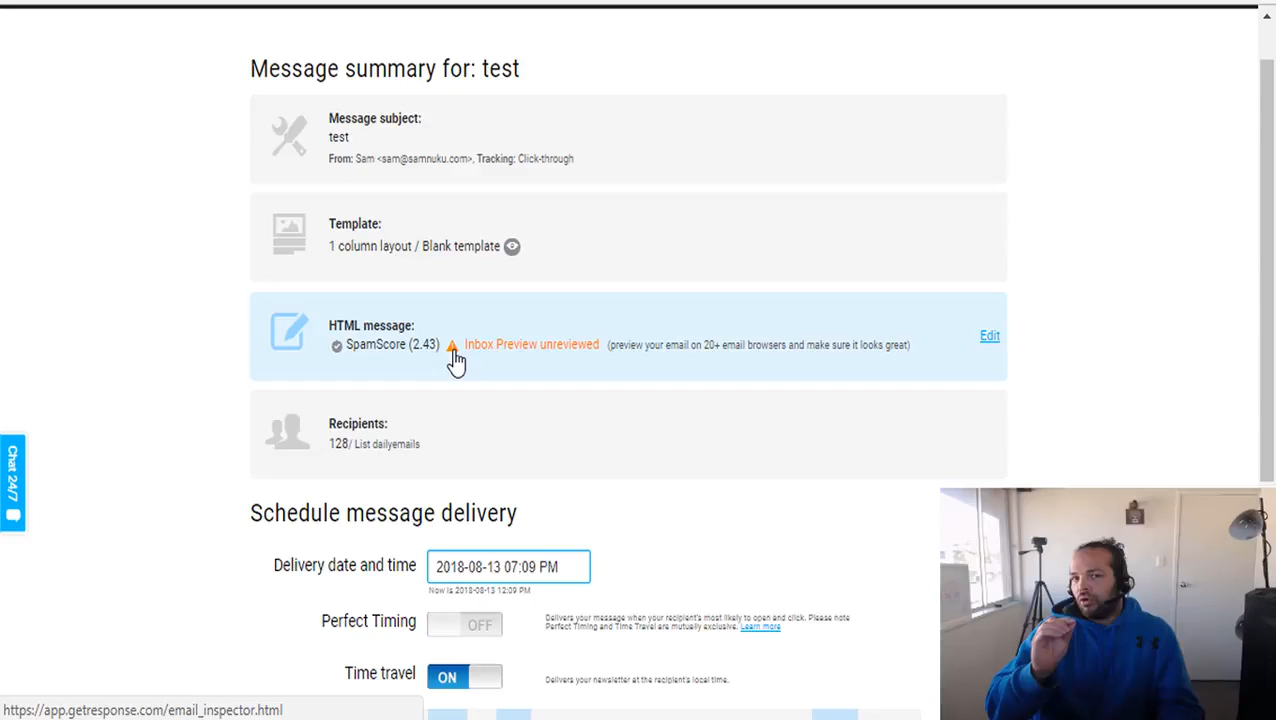 Message summary for: test
Message subject:
test
From: Sam <sam@samnuku.com>, Tracking: Click-through
Template:
1 column layout / Blank template
HTML message:
SpamScore (2.43) Inbox Preview unreviewed (preview your email on 20+ email browsers and make sure it looks great)
Edit
Recipients:
128/ List dailyemails
Chat 24/7
Schedule message delivery
Delivery date and time 2018-08-13 07:09 PM
Now is 2018-08-13 12:09 PM
Perfect Timing OFF Delivers your message when your recipient's most likely to open and click. Please note
Perfect Timing and Time Travel are mutually exclusive. Learn more
Time travel ON Delivers your newsletter at the recipient's local time.
https://app.getresponse.com/email_inspector.html